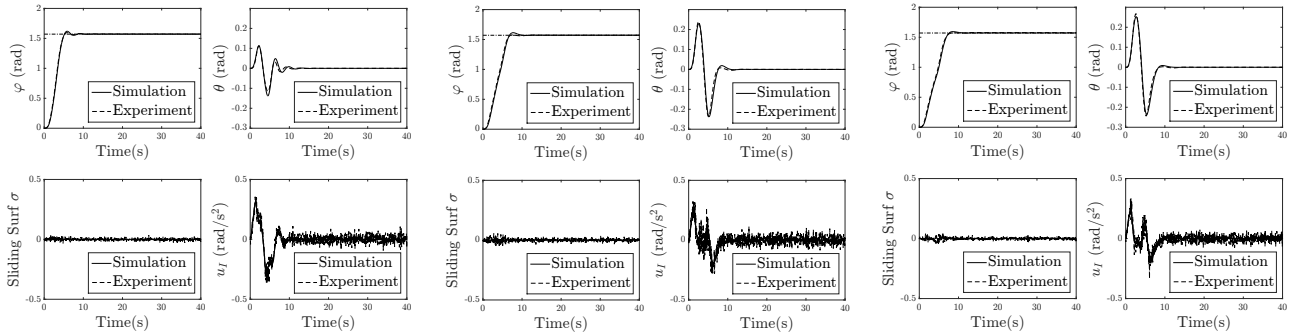 φ (rad)
2
1.5
1
0.5
0
Simulation
Experiment
0 10 20 30 40
Time(s)
θ (rad)
0.2
0.1
0
-0.1
-0.2
-0.3
Simulation
Experiment
0 10 20 30 40
Time(s)
φ (rad)
2
1.5
1
0.5
0
Simulation
Experiment
0 10 20 30 40
Time(s)
θ (rad)
0.3
0.2
0.1
0
-0.1
-0.2
-0.3
Simulation
Experiment
0 10 20 30 40
Time(s)
φ (rad)
2
1.5
1
0.5
0
Simulation
Experiment
0 10 20 30 40
Time(s)
θ (rad)
0.2
0.1
0
-0.1
-0.2
-0.3
Simulation
Experiment
0 10 20 30 40
Time(s)
Sliding Surf σ
0.5
0
-0.5
Simulation
Experiment
0 10 20 30 40
Time(s)
u_I (rad/s²)
0.5
0
-0.5
Simulation
Experiment
0 10 20 30 40
Time(s)
Sliding Surf σ
0.5
0
-0.5
Simulation
Experiment
0 10 20 30 40
Time(s)
u_I (rad/s²)
0.5
0
-0.5
Simulation
Experiment
0 10 20 30 40
Time(s)
Sliding Surf σ
0.5
0
-0.5
Simulation
Experiment
0 10 20 30 40
Time(s)
u_I (rad/s²)
0.5
0
-0.5
Simulation
Experiment
0 10 20 30 40
Time(s)